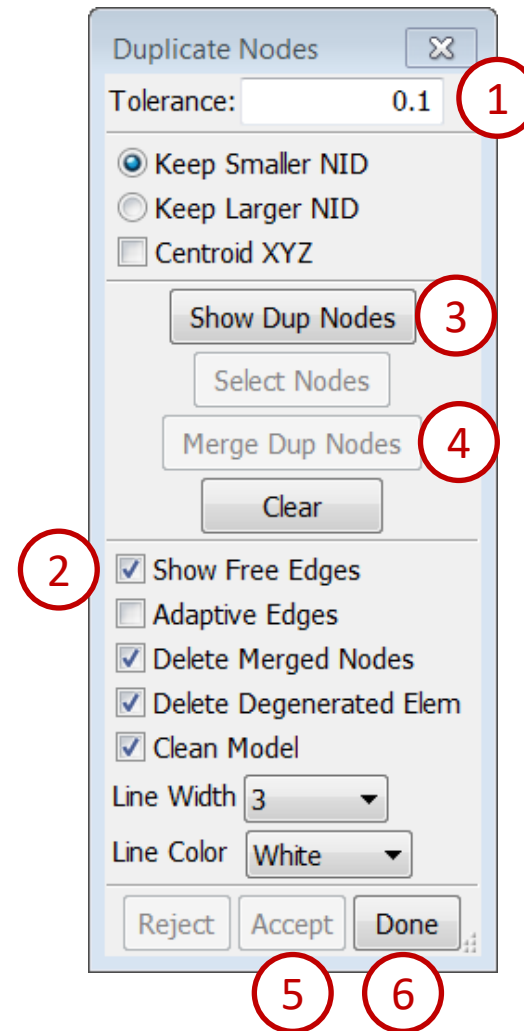 Duplicate Nodes
Tolerance: 0.1 1
Keep Smaller NID
Keep Larger NID
Centroid XYZ
Show Dup Nodes 3
Select Nodes
Merge Dup Nodes 4
Clear
2 Show Free Edges
Adaptive Edges
Delete Merged Nodes
Delete Degenerated Elem
Clean Model
Line Width 3
Line Color White
Reject Accept Done
5 6